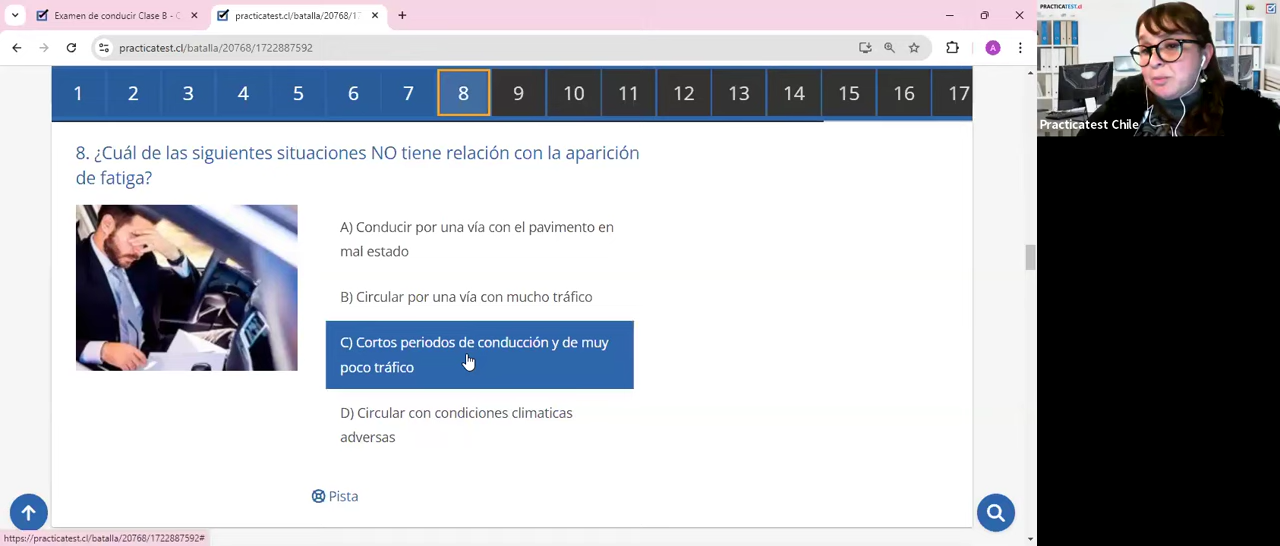 Examen de conducir Clase B - C
practicatest.cl/batalla/20768/17
practicatest.cl/batalla/20768/1722887592
A
PRACTICATEST.cl
Practicatest Chile
1 2 3 4 5 6 7 8 9 10 11 12 13 14 15 16 17
8. ¿Cuál de las siguientes situaciones NO tiene relación con la aparición
de fatiga?
A) Conducir por una vía con el pavimento en
mal estado
B) Circular por una vía con mucho tráfico
C) Cortos periodos de conducción y de muy
poco tráfico
D) Circular con condiciones climaticas
adversas
Pista
https://practicatest.cl/batalla/20768/1722887592#